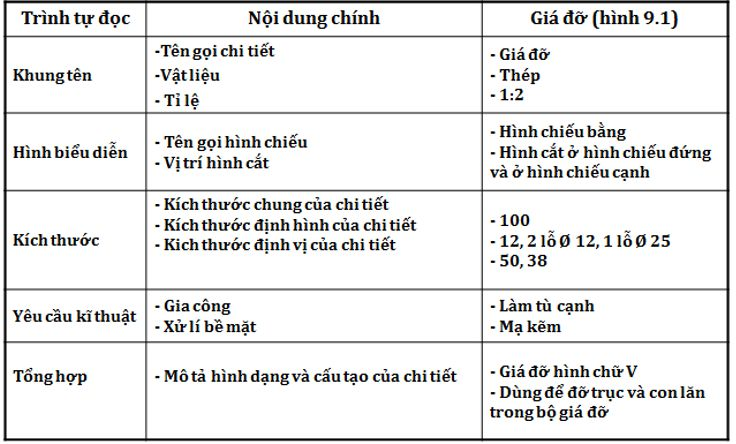 Trình tự đọc
Nội dung chính
Giá đỡ (hình 9.1)
Khung tên
-Tên gọi chi tiết
-Vật liệu
- Tỉ lệ
- Giá đỡ
- Thép
- 1:2
Hình biểu diễn
- Tên gọi hình chiếu
- Vị trí hình cắt
- Hình chiếu bằng
- Hình cắt ở hình chiếu đứng
và ở hình chiếu cạnh
Kích thước
- Kích thước chung của chi tiết
- Kích thước định hình của chi tiết
- Kich thước định vị của chi tiết
- 100
- 12, 2 lỗ Ø 12, 1 lỗ Ø 25
- 50, 38
Yêu cầu kĩ thuật
- Gia công
- Xử lí bề mặt
- Làm tù cạnh
- Mạ kẽm
Tổng hợp
- Mô tả hình dạng và cấu tạo của chi tiết
- Giá đỡ hình chữ V
- Dùng để đỡ trục và con lăn
trong bộ giá đỡ